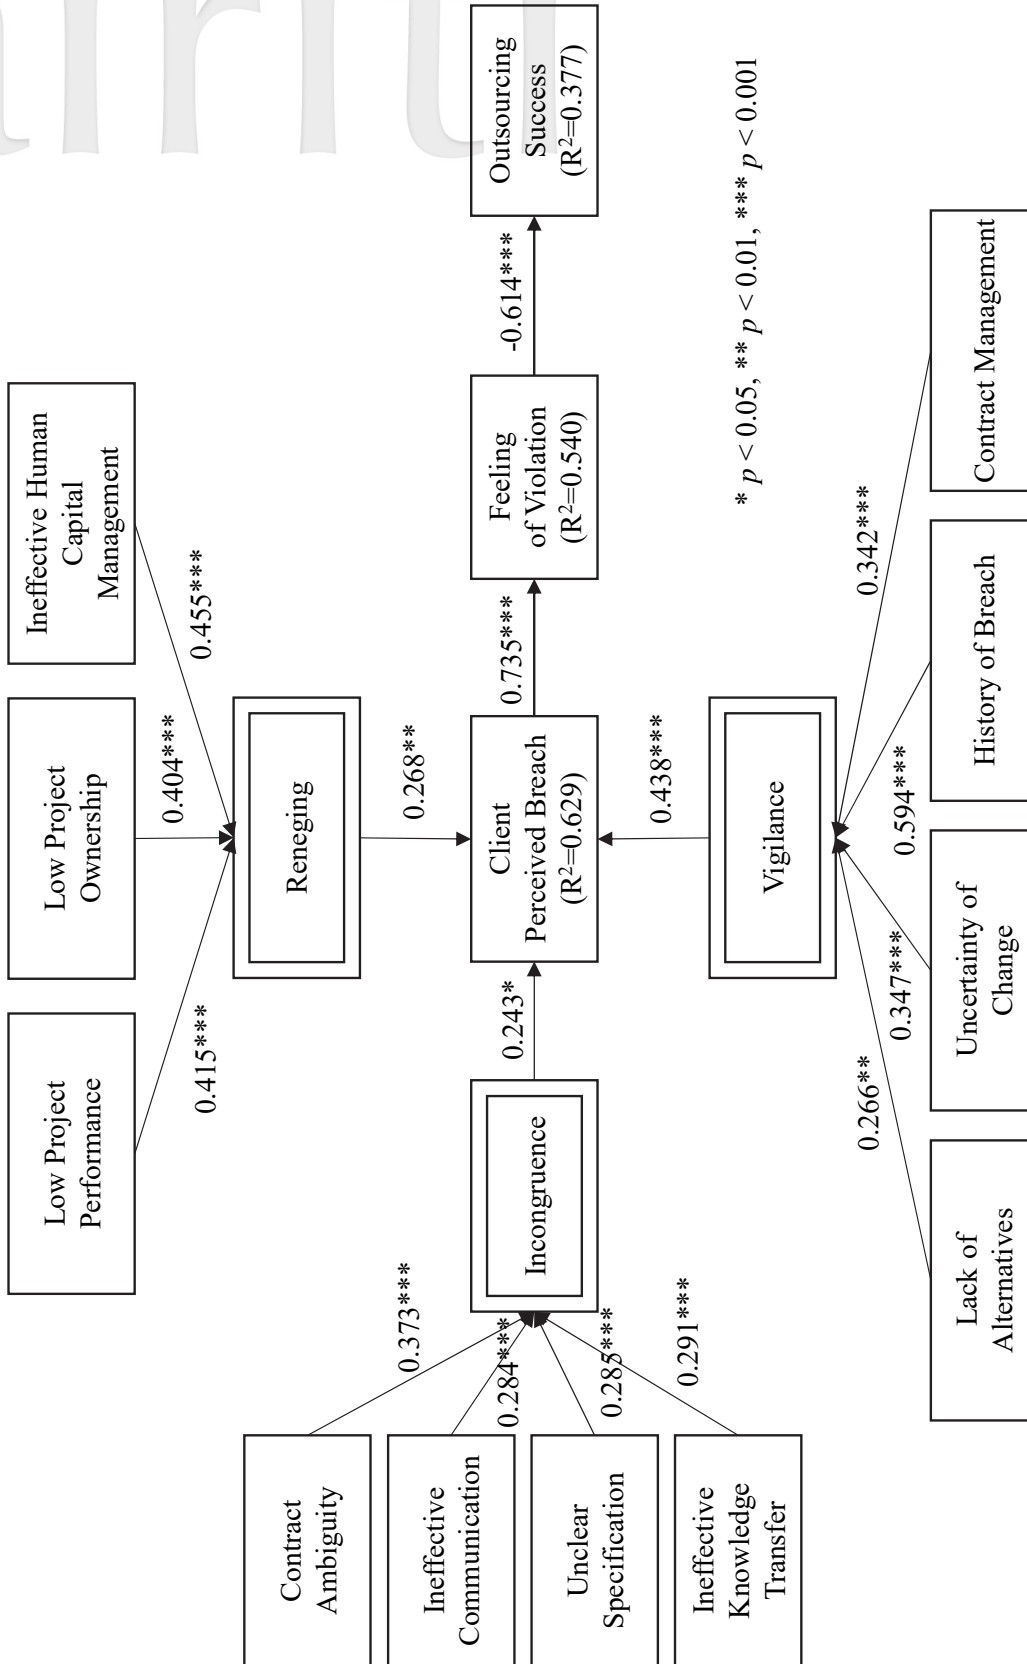 Low Project
Performance
Low Project
Ownership
Ineffective Human
Capital
Management
0.415***
0.404***
0.455***
Reneging
0.268**
Contract
Ambiguity
Ineffective
Communication
Unclear
Specification
Ineffective
Knowledge
Transfer
0.373***
0.284***
0.285***
0.291***
Incongruence
0.243*
Client
Perceived Breach
(R²=0.629)
0.735***
Feeling
of Violation
(R²=0.540)
-0.614***
Outsourcing
Success
(R²=0.377)
0.438***
* p < 0.05, ** p < 0.01, *** p < 0.001
Vigilance
0.266**
0.347***
0.594***
0.342***
Lack of
Alternatives
Uncertainty of
Change
History of Breach
Contract Management